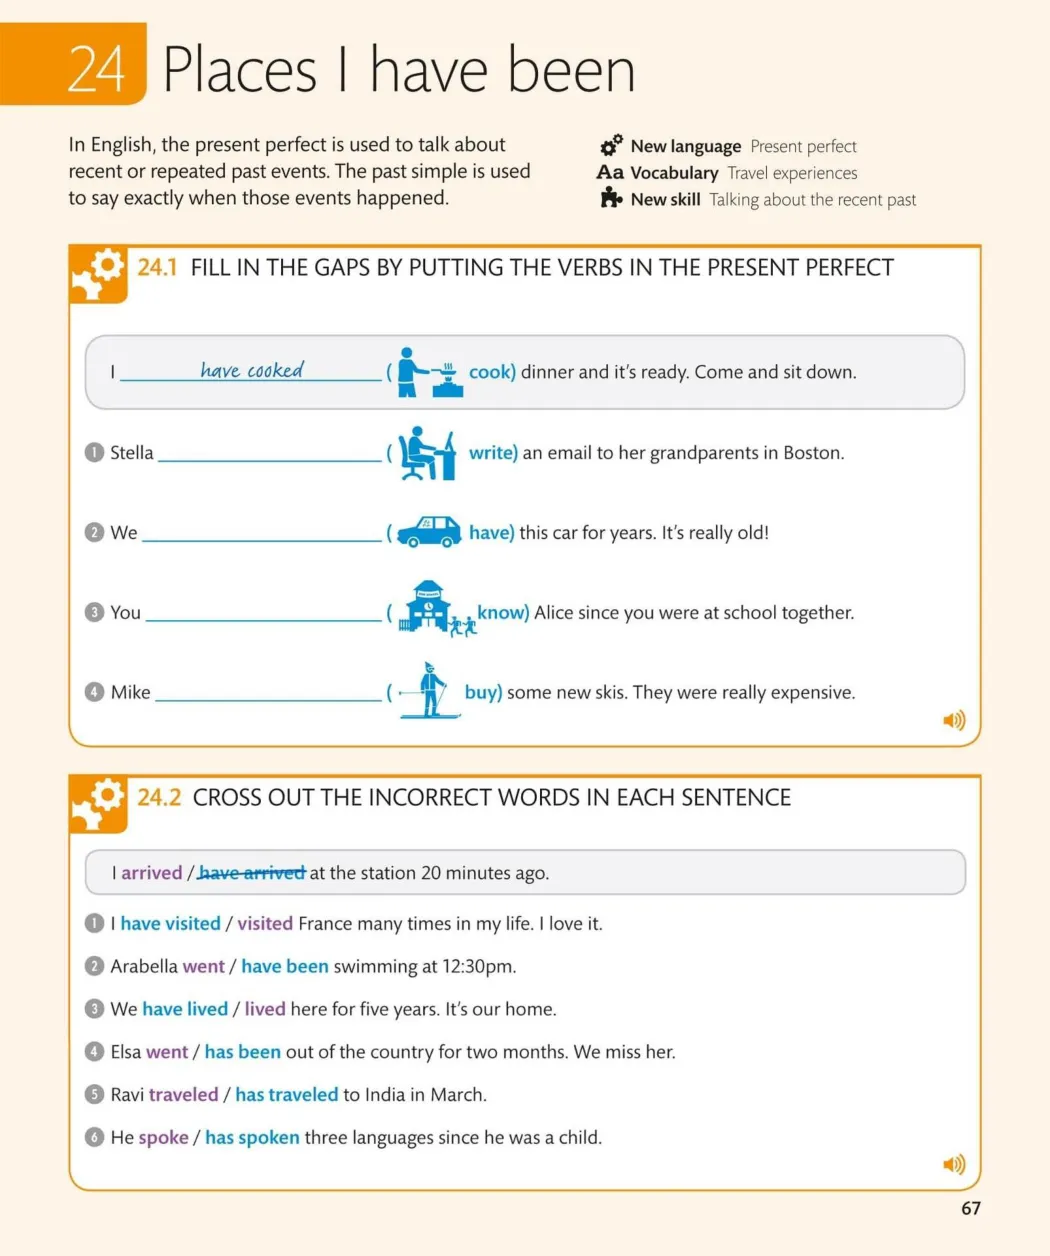 24 Places I have been
In English, the present perfect is used to talk about
recent or repeated past events. The past simple is used
to say exactly when those events happened.
New language Present perfect
Aa Vocabulary Travel experiences
New skill Talking about the recent past
24.1 FILL IN THE GAPS BY PUTTING THE VERBS IN THE PRESENT PERFECT
I have cooked ( cook) dinner and it's ready. Come and sit down.
1 Stella ( write) an email to her grandparents in Boston.
2 We ( have) this car for years. It's really old!
3 You ( know) Alice since you were at school together.
4 Mike ( buy) some new skis. They were really expensive.
24.2 CROSS OUT THE INCORRECT WORDS IN EACH SENTENCE
I arrived / have arrived at the station 20 minutes ago.
1 I have visited / visited France many times in my life. I love it.
2 Arabella went / have been swimming at 12:30pm.
3 We have lived / lived here for five years. It's our home.
4 Elsa went / has been out of the country for two months. We miss her.
5 Ravi traveled / has traveled to India in March.
6 He spoke / has spoken three languages since he was a child.
67